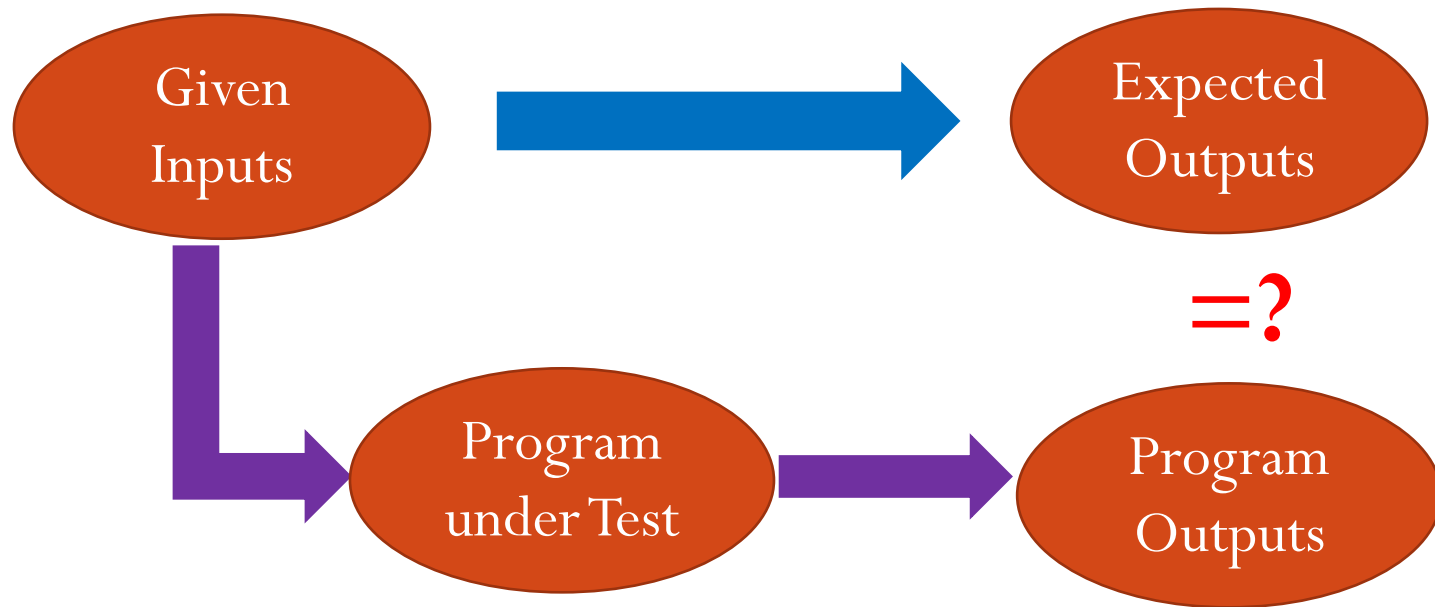 Given
Inputs
Expected
Outputs
=?
Program
under Test
Program
Outputs